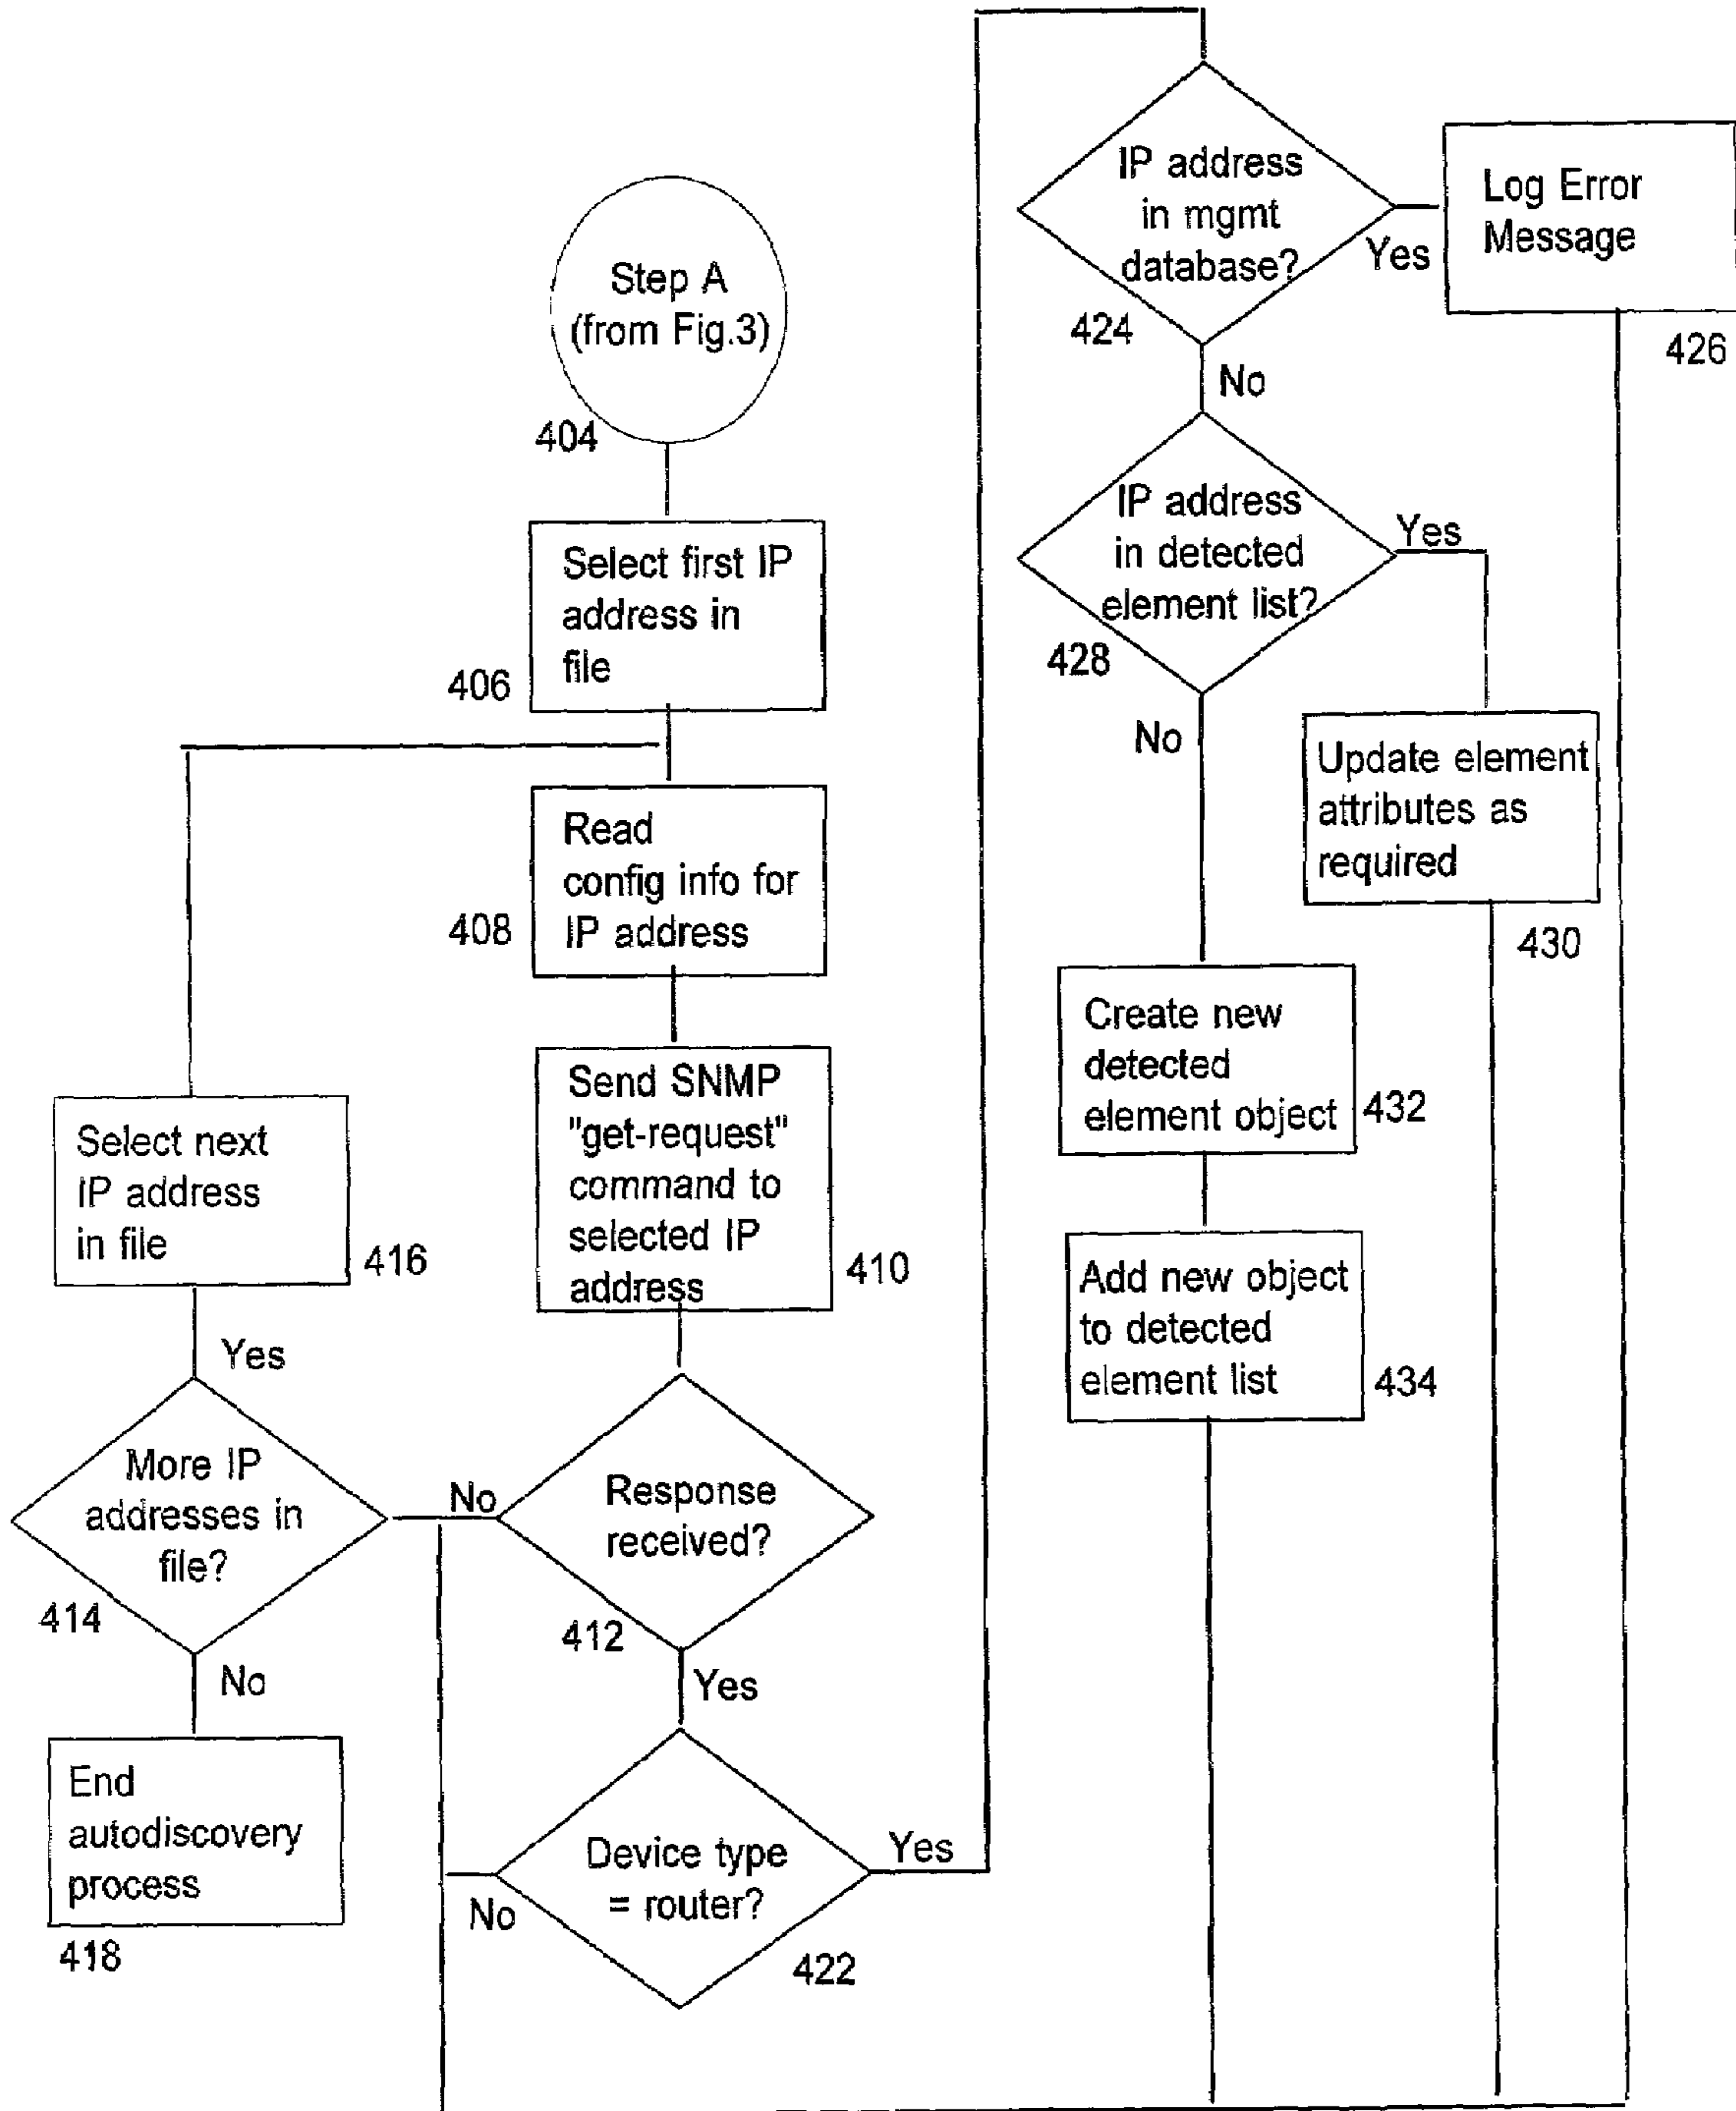 Step A
(from Fig.3)
404
Select first IP
address in
file
406
Read
config info for
IP address
408
Send SNMP
"get-request"
command to
selected IP
address
410
Select next
IP address
in file
416
Yes
More IP
addresses in
file?
414
No
No
Response
received?
412
Yes
End
autodiscovery
process
418
Device type
= router?
422
No
Yes
IP address
in mgmt
database?
424
Yes
Log Error
Message
426
No
IP address
in detected
element list?
428
Yes
No
Update element
attributes as
required
430
Create new
detected
element object
432
Add new object
to detected
element list
434